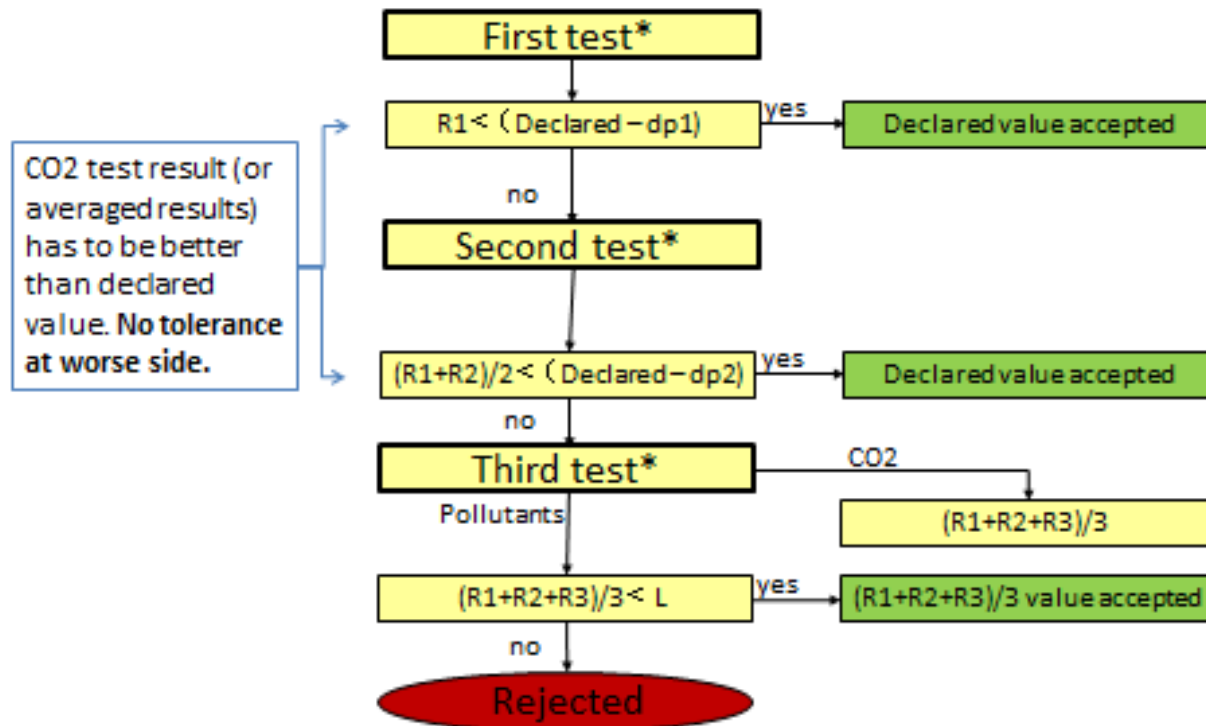 First test*
R1< (Declared-dp1)
yes
Declared value accepted
CO2 test result (or
averaged results)
has to be better
than declared
value. No tolerance
at worse side.
no
Second test*
(R1+R2)/2< (Declared-dp2)
yes
Declared value accepted
no
Third test*
CO2
Pollutants
(R1+R2+R3)/3
(R1+R2+R3)/3< L
yes
(R1+R2+R3)/3 value accepted
no
Rejected